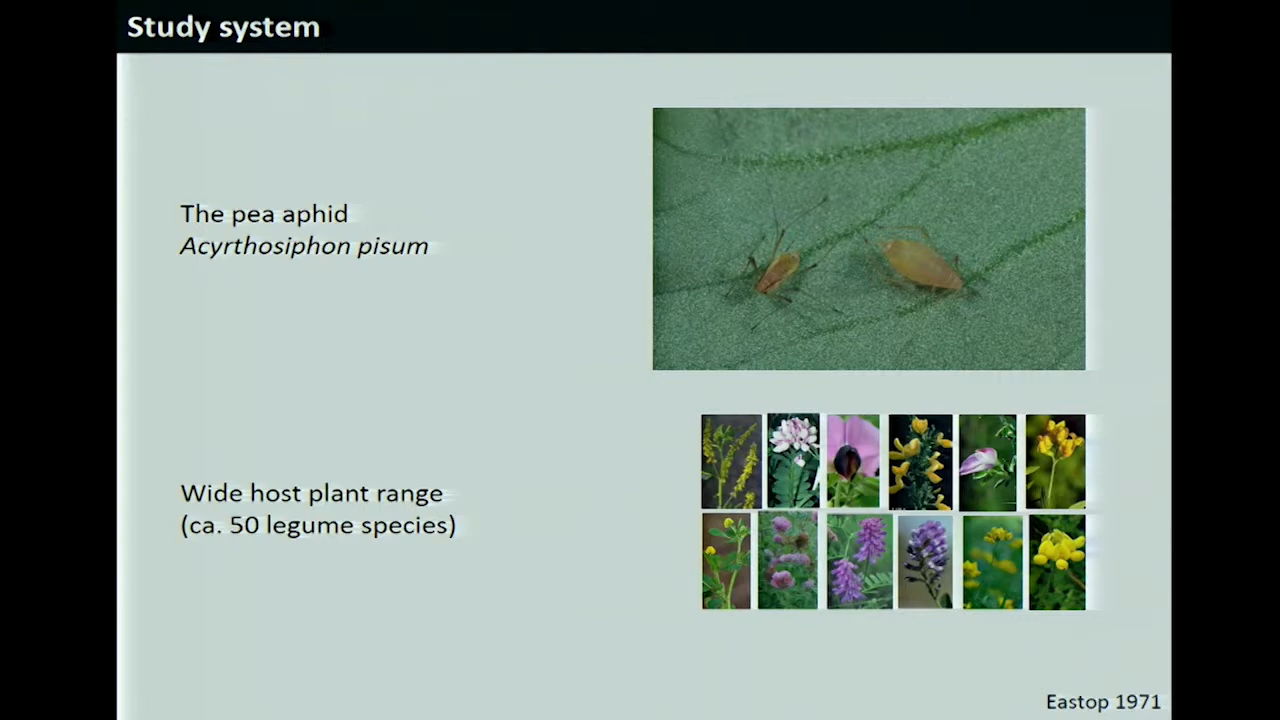 Study system
The pea aphid
Acyrthosiphon pisum
Wide host plant range
(ca. 50 legume species)
Eastop 1971